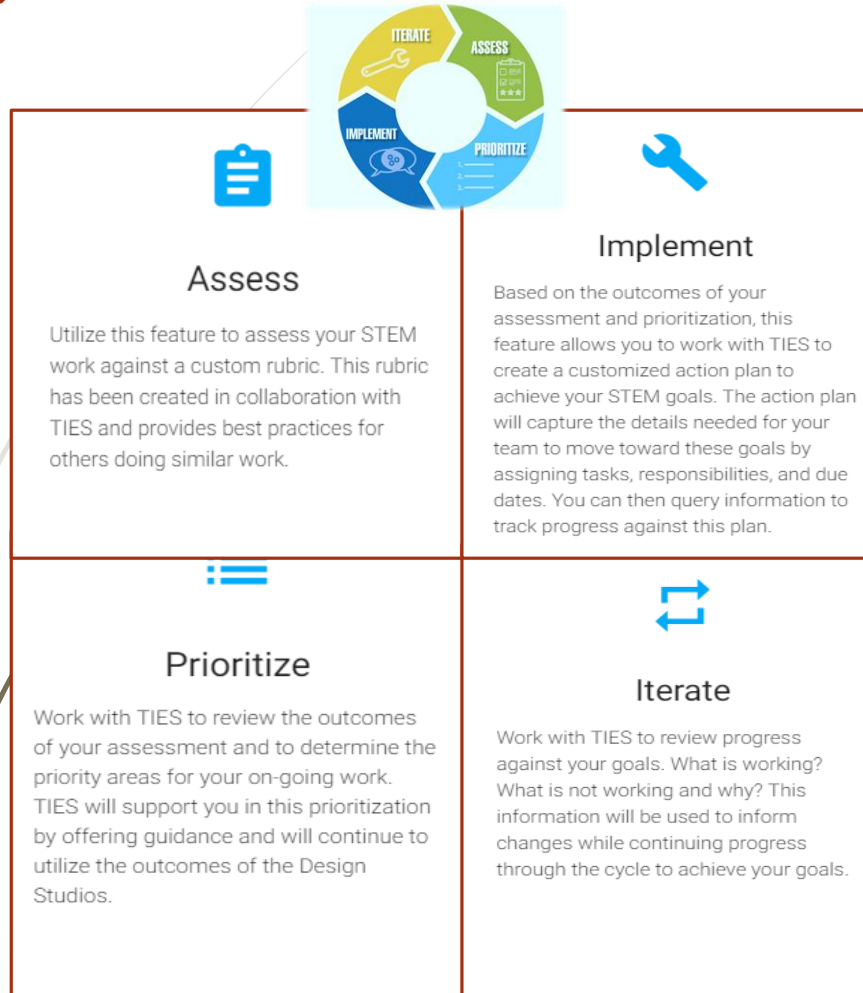 ITERATE
ASSESS
IMPLEMENT
PRIORITIZE
1.
2.
3.
Assess
Utilize this feature to assess your STEM
work against a custom rubric. This rubric
has been created in collaboration with
TIES and provides best practices for
others doing similar work.
Implement
Based on the outcomes of your
assessment and prioritization, this
feature allows you to work with TIES to
create a customized action plan to
achieve your STEM goals. The action plan
will capture the details needed for your
team to move toward these goals by
assigning tasks, responsibilities, and due
dates. You can then query information to
track progress against this plan.
Prioritize
Work with TIES to review the outcomes
of your assessment and to determine the
priority areas for your on-going work.
TIES will support you in this prioritization
by offering guidance and will continue to
utilize the outcomes of the Design
Studios.
Iterate
Work with TIES to review progress
against your goals. What is working?
What is not working and why? This
information will be used to inform
changes while continuing progress
through the cycle to achieve your goals.